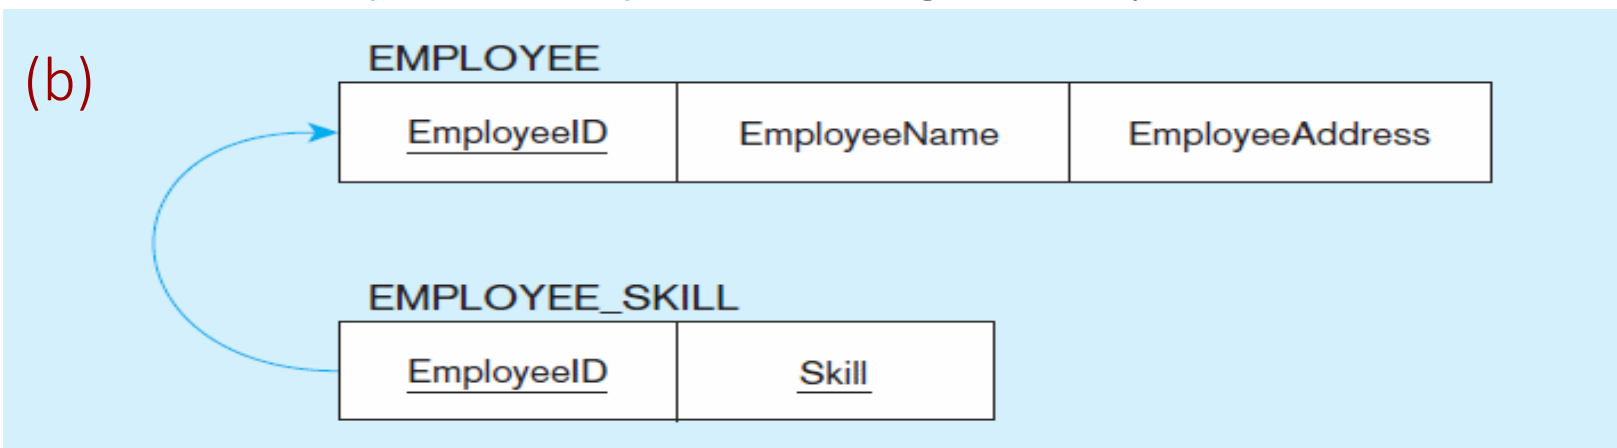 (b)
EMPLOYEE
EmployeeID EmployeeName EmployeeAddress
EMPLOYEE_SKILL
EmployeeID Skill